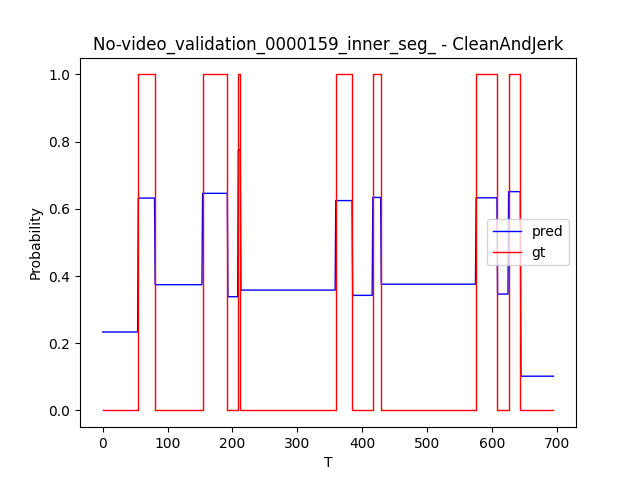 No-video_validation_0000159_inner_seg_ - CleanAndJerk
1.0
0.8
0.6
0.4
0.2
0.0
Probability
pred
gt
0 100 200 300 400 500 600 700
T